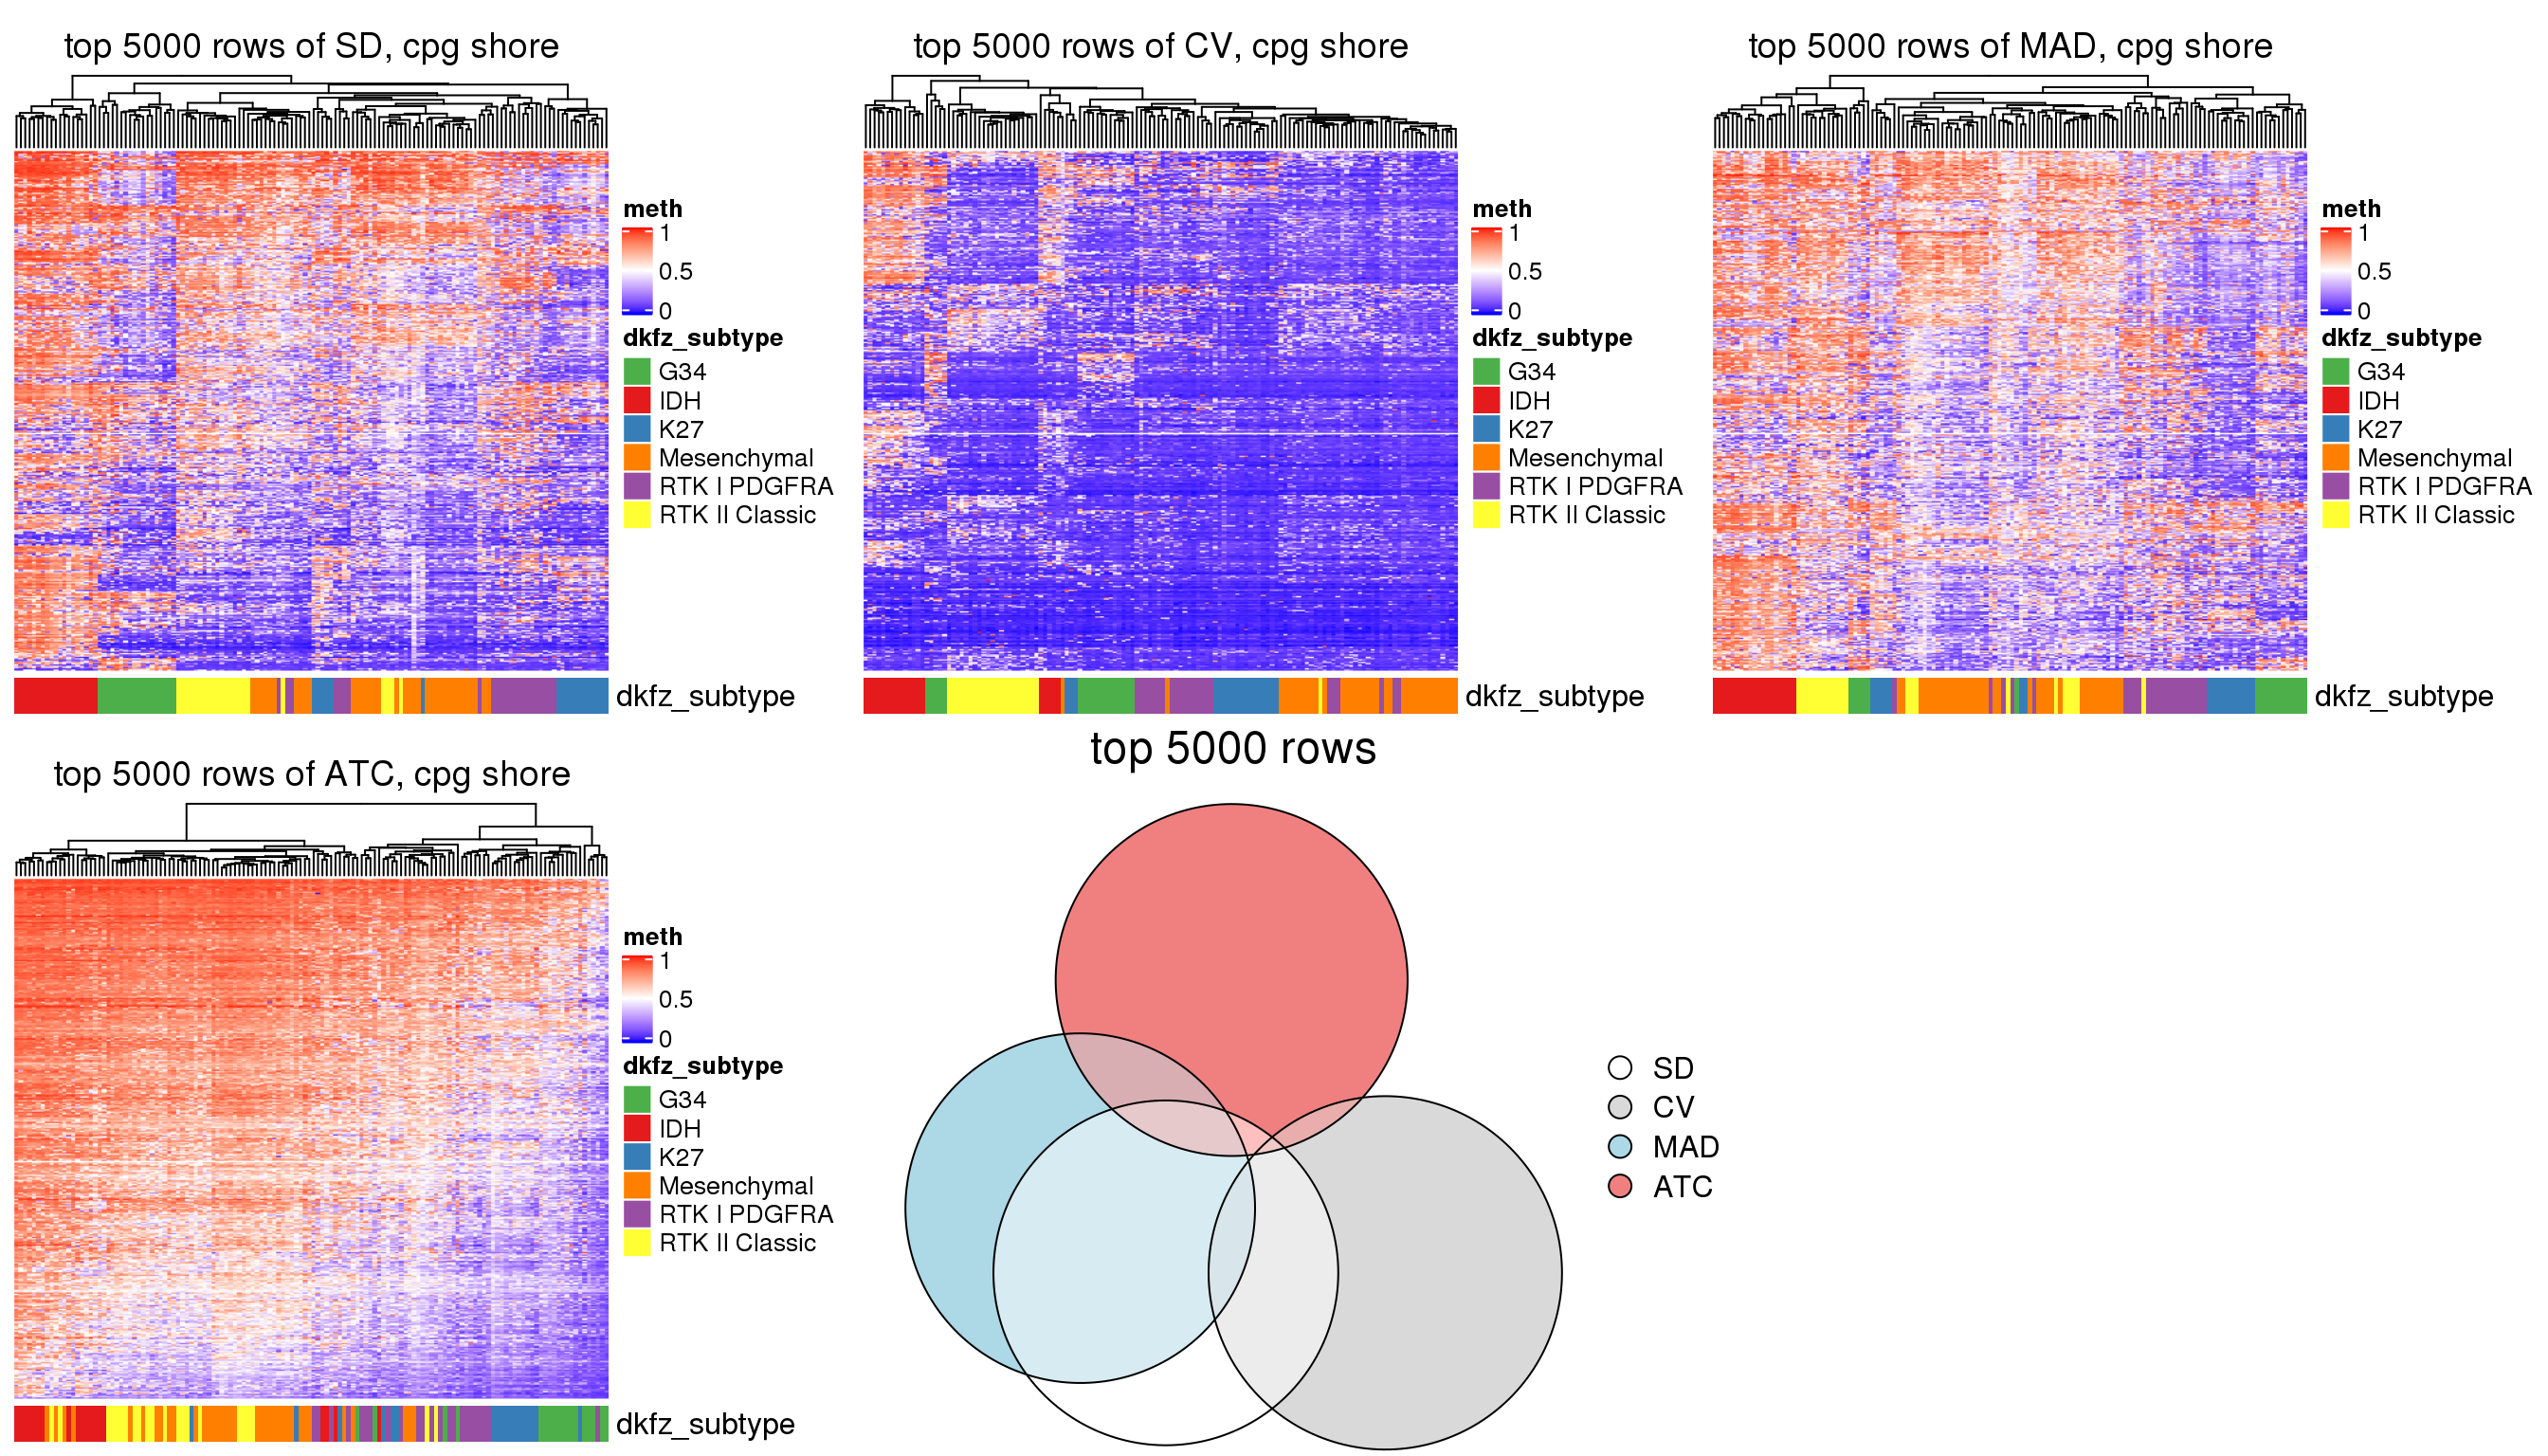 top 5000 rows of SD, cpg shore
meth
1
0.5
0
dkfz_subtype
G34
IDH
K27
Mesenchymal
RTK I PDGFRA
RTK II Classic
dkfz_subtype
top 5000 rows of CV, cpg shore
meth
1
0.5
0
dkfz_subtype
G34
IDH
K27
Mesenchymal
RTK I PDGFRA
RTK II Classic
dkfz_subtype
top 5000 rows of MAD, cpg shore
meth
1
0.5
0
dkfz_subtype
G34
IDH
K27
Mesenchymal
RTK I PDGFRA
RTK II Classic
dkfz_subtype
top 5000 rows of ATC, cpg shore
meth
1
0.5
0
dkfz_subtype
G34
IDH
K27
Mesenchymal
RTK I PDGFRA
RTK II Classic
dkfz_subtype
top 5000 rows
SD
CV
MAD
ATC